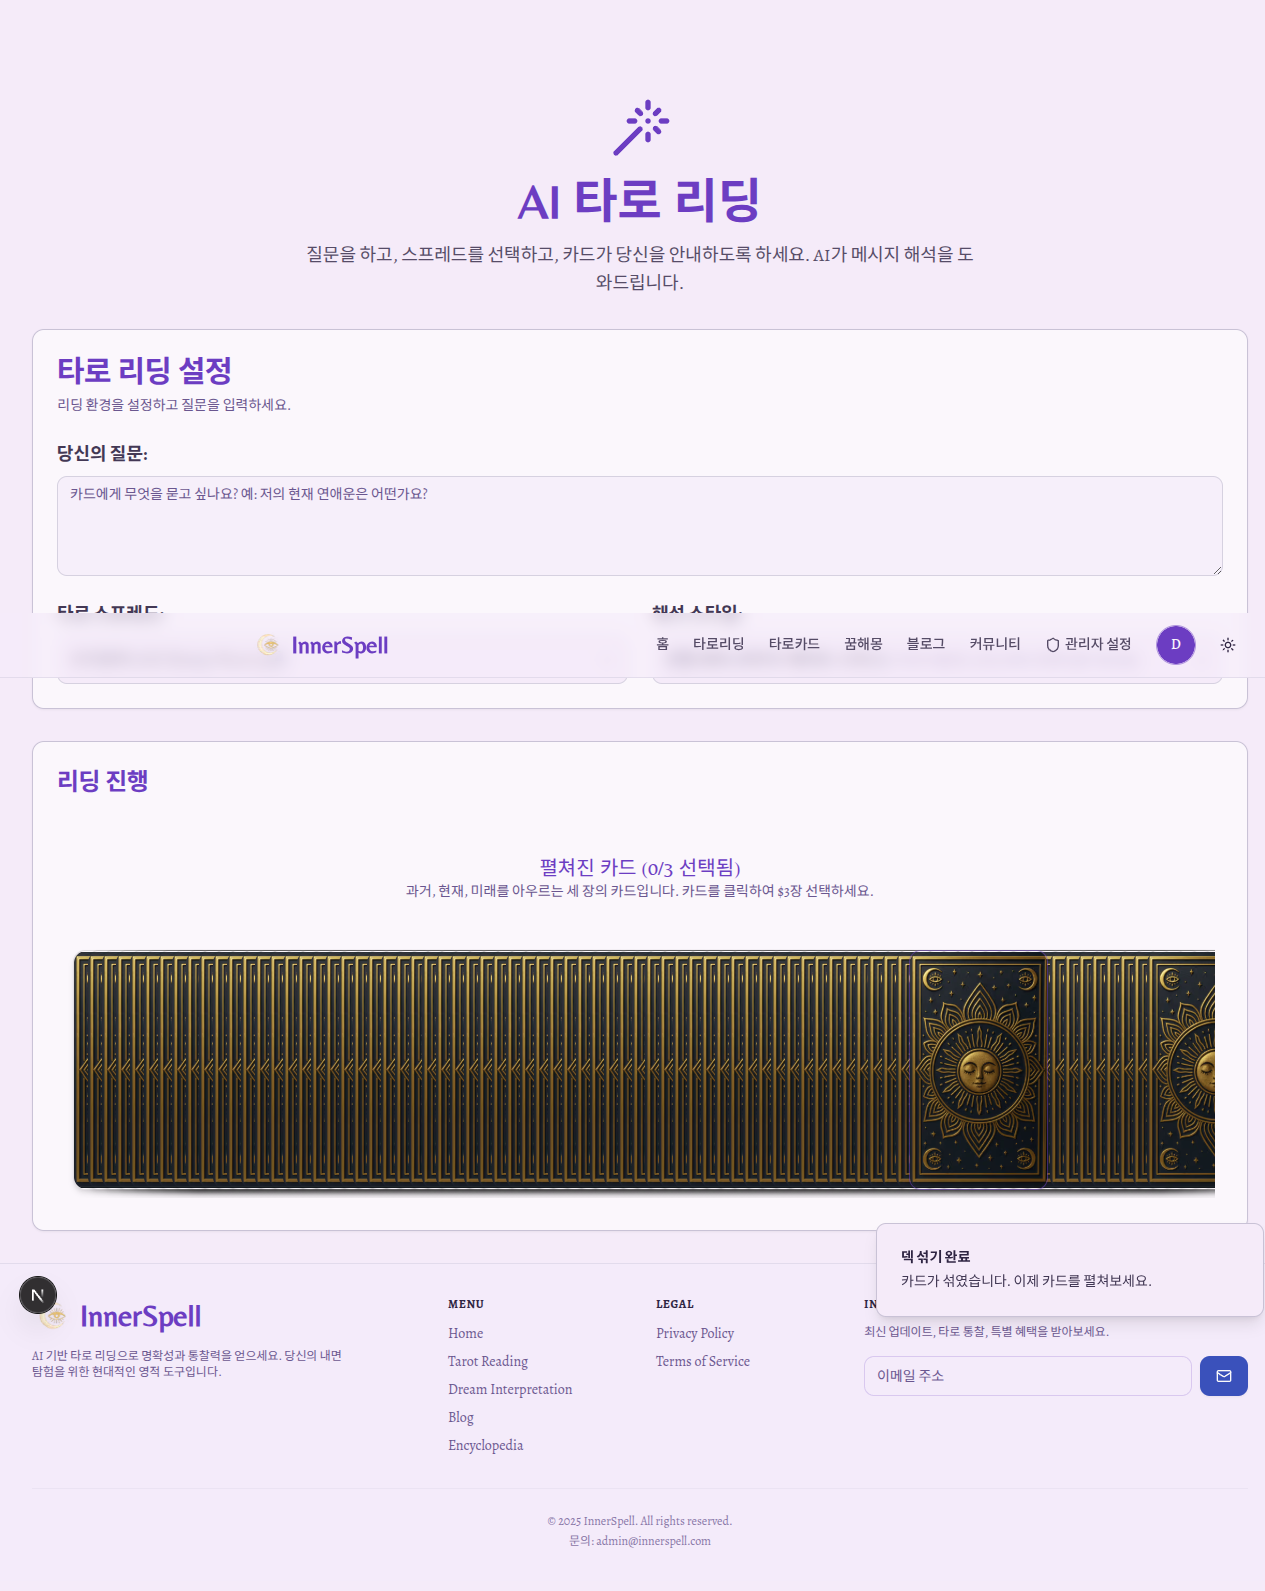 AI 타로 리딩
질문을 하고, 스프레드를 선택하고, 카드가 당신을 안내하도록 하세요. AI가 메시지 해석을 도
와드립니다.
타로 리딩 설정
리딩 환경을 설정하고 질문을 입력하세요.
당신의 질문:
카드에게 무엇을 묻고 싶나요? 예: 저의 현재 연애운은 어떤가요?
타로 스프레드: 해석 스타일:
InnerSpell 홈 타로리딩 타로카드 꿈해몽 블로그 커뮤니티 관리자 설정 D
리딩 진행
펼쳐진 카드 (0/3 선택됨)
과거, 현재, 미래를 아우르는 세 장의 카드입니다. 카드를 클릭하여 $3장 선택하세요.
덱 섞기 완료
카드가 섞였습니다. 이제 카드를 펼쳐보세요.
N
InnerSpell
AI 기반 타로 리딩으로 명확성과 통찰력을 얻으세요. 당신의 내면
탐험을 위한 현대적인 영적 도구입니다.
MENU
Home
Tarot Reading
Dream Interpretation
Blog
Encyclopedia
LEGAL
Privacy Policy
Terms of Service
IN
최신 업데이트, 타로 통찰, 특별 혜택을 받아보세요.
이메일 주소
© 2025 InnerSpell. All rights reserved.
문의: admin@innerspell.com